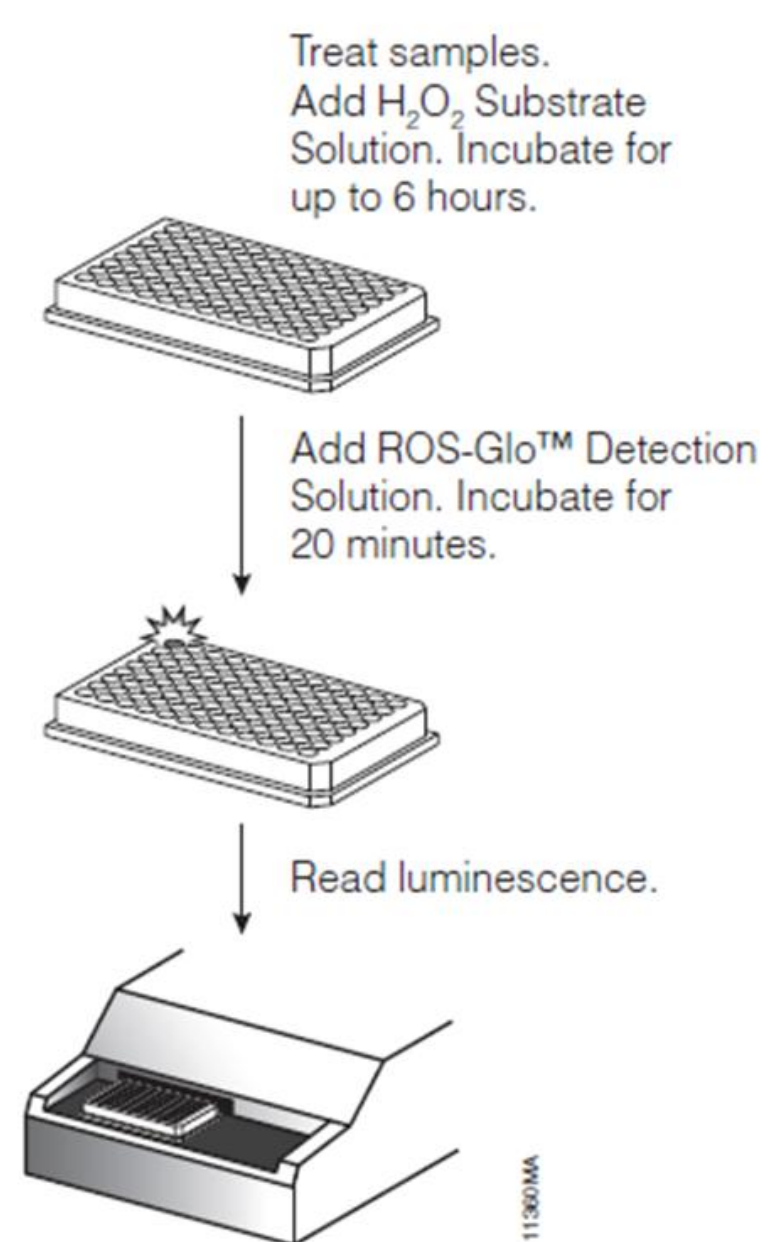 Treat samples.
Add H₂O₂ Substrate
Solution. Incubate for
up to 6 hours.
Add ROS-Glo™ Detection
Solution. Incubate for
20 minutes.
Read luminescence.
11360MA